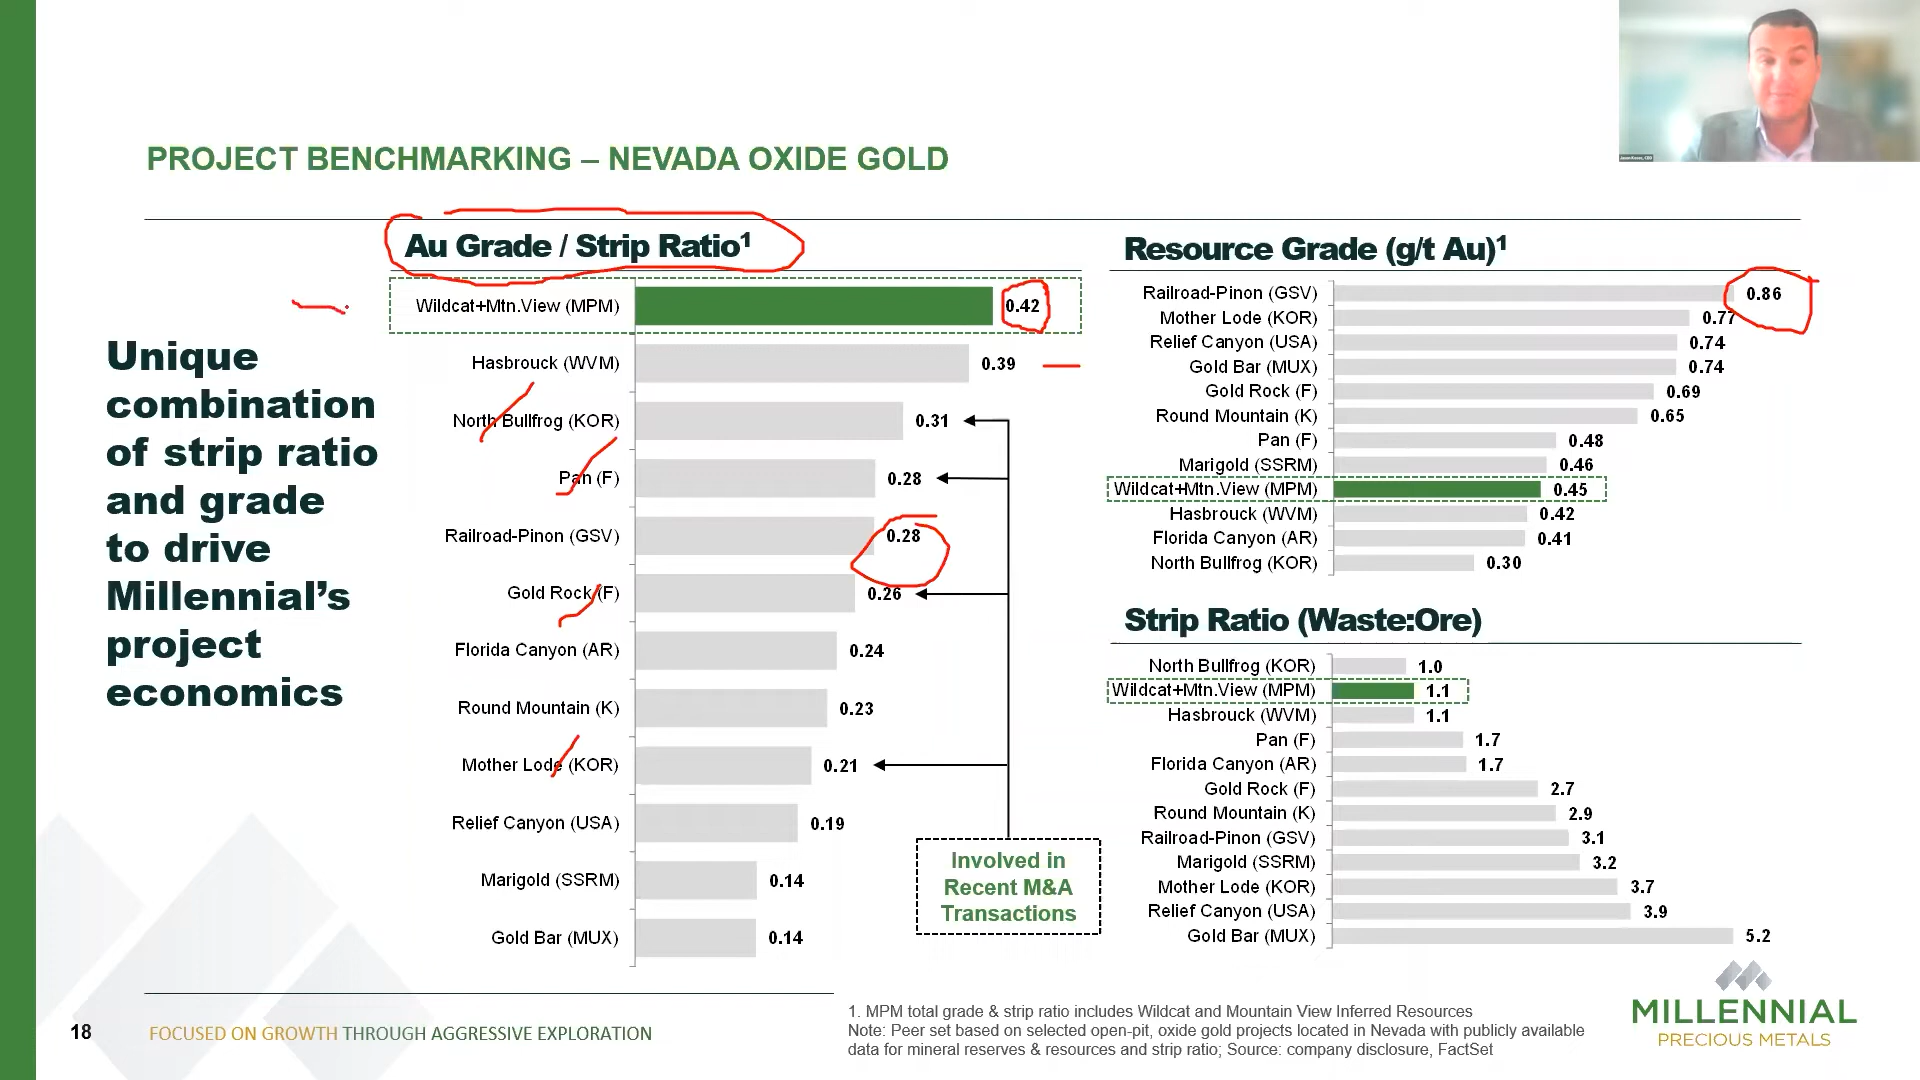 PROJECT BENCHMARKING – NEVADA OXIDE GOLD
Unique
combination
of strip ratio
and grade
to drive
Millennial's
project
economics
Au Grade / Strip Ratio¹
Wildcat+Mtn.View (MPM) 0.42
Hasbrouck (WVM) 0.39
North Bullfrog (KOR) 0.31
Pan (F) 0.28
Railroad-Pinon (GSV) 0.28
Gold Rock (F) 0.26
Florida Canyon (AR) 0.24
Round Mountain (K) 0.23
Mother Lode (KOR) 0.21
Relief Canyon (USA) 0.19
Marigold (SSRM) 0.14
Gold Bar (MUX) 0.14
Involved in
Recent M&A
Transactions
Resource Grade (g/t Au)¹
Railroad-Pinon (GSV) 0.86
Mother Lode (KOR) 0.77
Relief Canyon (USA) 0.74
Gold Bar (MUX) 0.74
Gold Rock (F) 0.69
Round Mountain (K) 0.65
Pan (F) 0.48
Marigold (SSRM) 0.46
Wildcat+Mtn.View (MPM) 0.45
Hasbrouck (WVM) 0.42
Florida Canyon (AR) 0.41
North Bullfrog (KOR) 0.30
Strip Ratio (Waste:Ore)
North Bullfrog (KOR) 1.0
Wildcat+Mtn.View (MPM) 1.1
Hasbrouck (WVM) 1.1
Pan (F) 1.7
Florida Canyon (AR) 1.7
Gold Rock (F) 2.7
Round Mountain (K) 2.9
Railroad-Pinon (GSV) 3.1
Marigold (SSRM) 3.2
Mother Lode (KOR) 3.7
Relief Canyon (USA) 3.9
Gold Bar (MUX) 5.2
18 FOCUSED ON GROWTH THROUGH AGGRESSIVE EXPLORATION
1. MPM total grade & strip ratio includes Wildcat and Mountain View Inferred Resources
Note: Peer set based on selected open-pit, oxide gold projects located in Nevada with publicly available
data for mineral reserves & resources and strip ratio; Source: company disclosure, FactSet
MILLENNIAL
PRECIOUS METALS